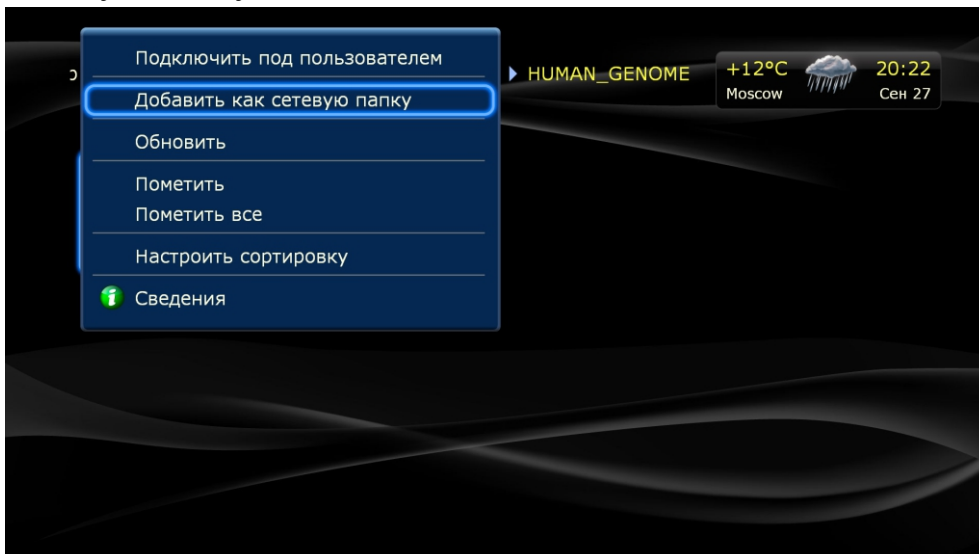 Подключить под пользователем
HUMAN_GENOME
+12°C
20:22
Moscow
Сен 27
Добавить как сетевую папку
Обновить
Пометить
Пометить все
Настроить сортировку
Сведения